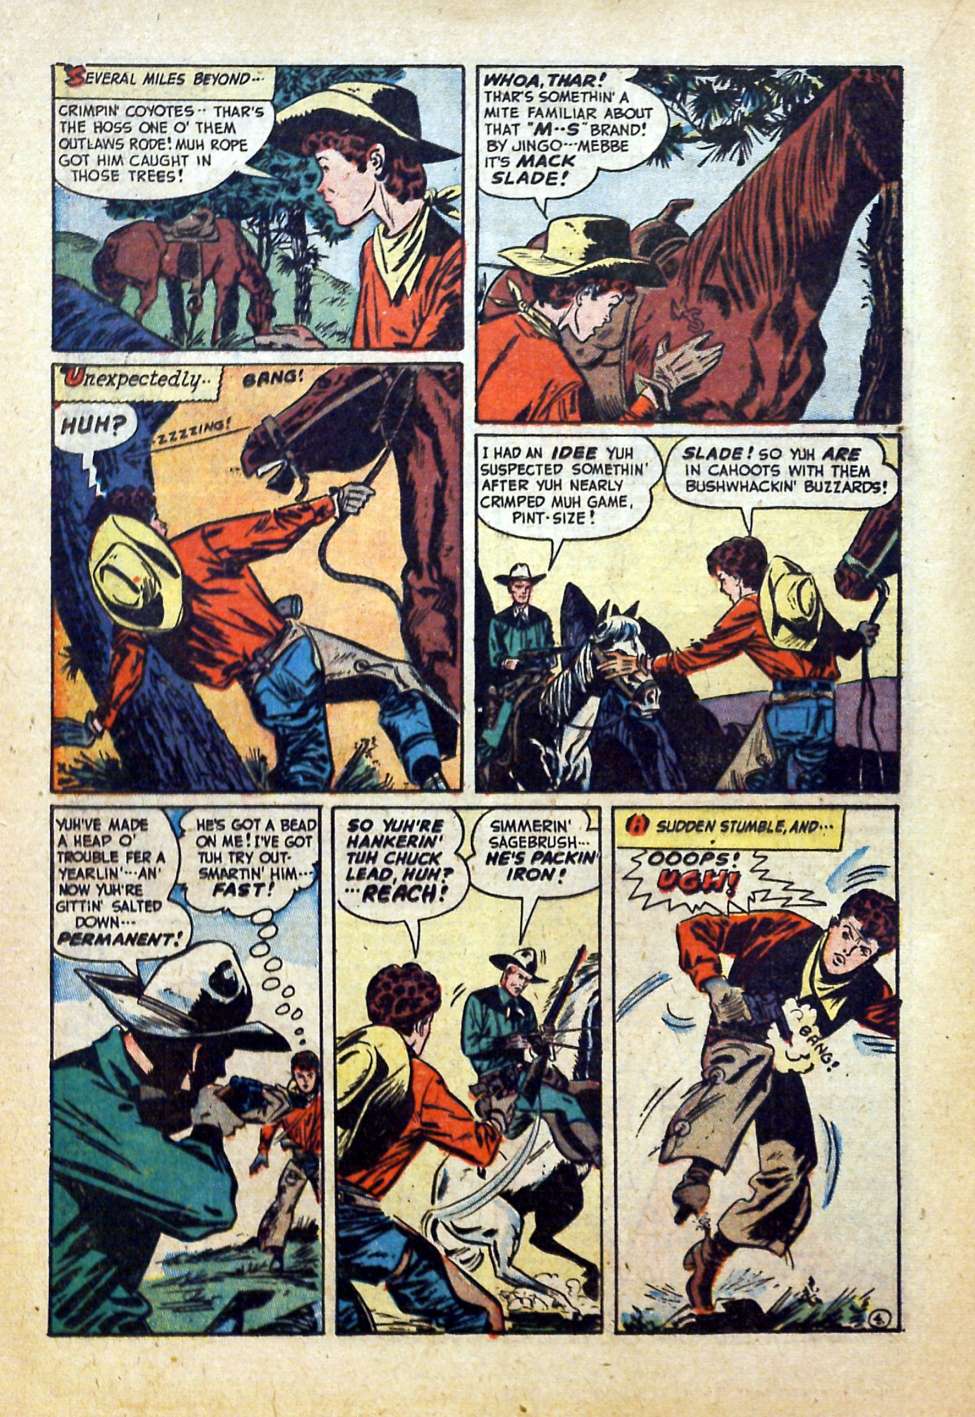 SEVERAL MILES BEYOND--
CRIMPIN' COYOTES-- THAR'S
THE HOSS ONE O' THEM
OUTLAWS RODE! MUH ROPE
GOT HIM CAUGHT IN
THOSE TREES!
WHOA, THAR!
THAR'S SOMETHIN' A
MITE FAMILIAR ABOUT
THAT "M--S" BRAND!
BY JINGO---MEBBE
IT'S MACK
SLADE!
UNEXPECTEDLY..
BANG!
ZZZZZING!
HUH?
I HAD AN IDEE YUH
SUSPECTED SOMETHIN'
AFTER YUH NEARLY
CRIMPED MUH GAME,
PINT-SIZE!
SLADE! SO YUH ARE
IN CAHOOTS WITH THEM
BUSHWHACKIN' BUZZARDS!
YUH'VE MADE
A HEAP O'
TROUBLE FER A
YEARLIN'---AN'
NOW YUH'RE
GITTIN' SALTED
DOWN---
PERMANENT!
HE'S GOT A BEAD
ON ME! I'VE GOT
TUH TRY OUT-
SMARTIN' HIM---
FAST!
SO YUH'RE
HANKERIN'
TUH CHUCK
LEAD, HUH?
---REACH!
SIMMERIN'
SAGEBRUSH---
HE'S PACKIN'
IRON!
A SUDDEN STUMBLE, AND---
OOOPS!
UGH!
BANG!
4